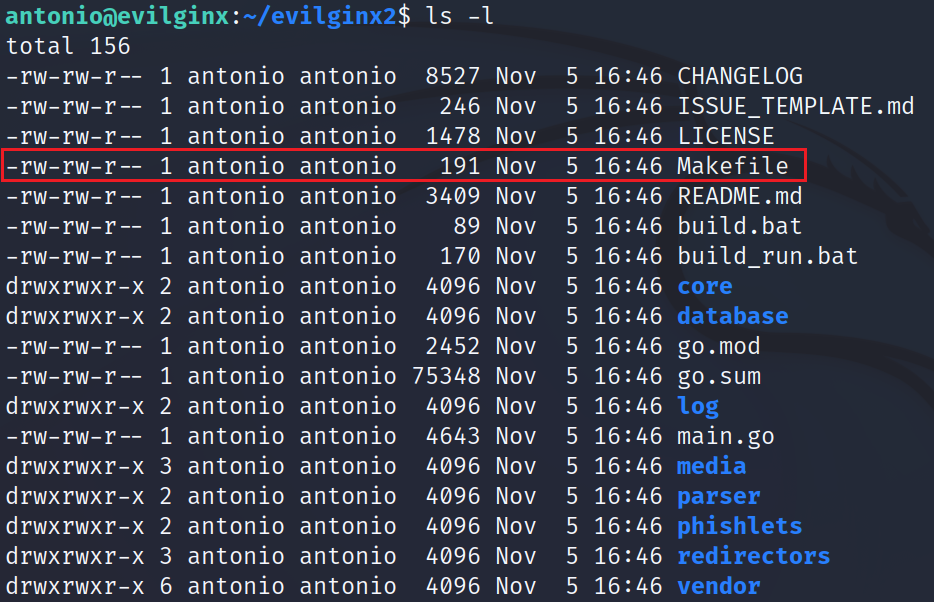 antonio@evilginx:~/evilginx2$ ls -l
total 156
-rw-rw-r-- 1 antonio antonio  8527 Nov  5 16:46 CHANGELOG
-rw-rw-r-- 1 antonio antonio   246 Nov  5 16:46 ISSUE_TEMPLATE.md
-rw-rw-r-- 1 antonio antonio  1478 Nov  5 16:46 LICENSE
-rw-rw-r-- 1 antonio antonio   191 Nov  5 16:46 Makefile
-rw-rw-r-- 1 antonio antonio  3409 Nov  5 16:46 README.md
-rw-rw-r-- 1 antonio antonio    89 Nov  5 16:46 build.bat
-rw-rw-r-- 1 antonio antonio   170 Nov  5 16:46 build_run.bat
drwxrwxr-x 2 antonio antonio  4096 Nov  5 16:46 core
drwxrwxr-x 2 antonio antonio  4096 Nov  5 16:46 database
-rw-rw-r-- 1 antonio antonio  2452 Nov  5 16:46 go.mod
-rw-rw-r-- 1 antonio antonio 75348 Nov  5 16:46 go.sum
drwxrwxr-x 2 antonio antonio  4096 Nov  5 16:46 log
-rw-rw-r-- 1 antonio antonio  4643 Nov  5 16:46 main.go
drwxrwxr-x 3 antonio antonio  4096 Nov  5 16:46 media
drwxrwxr-x 2 antonio antonio  4096 Nov  5 16:46 parser
drwxrwxr-x 2 antonio antonio  4096 Nov  5 16:46 phishlets
drwxrwxr-x 3 antonio antonio  4096 Nov  5 16:46 redirectors
drwxrwxr-x 6 antonio antonio  4096 Nov  5 16:46 vendor